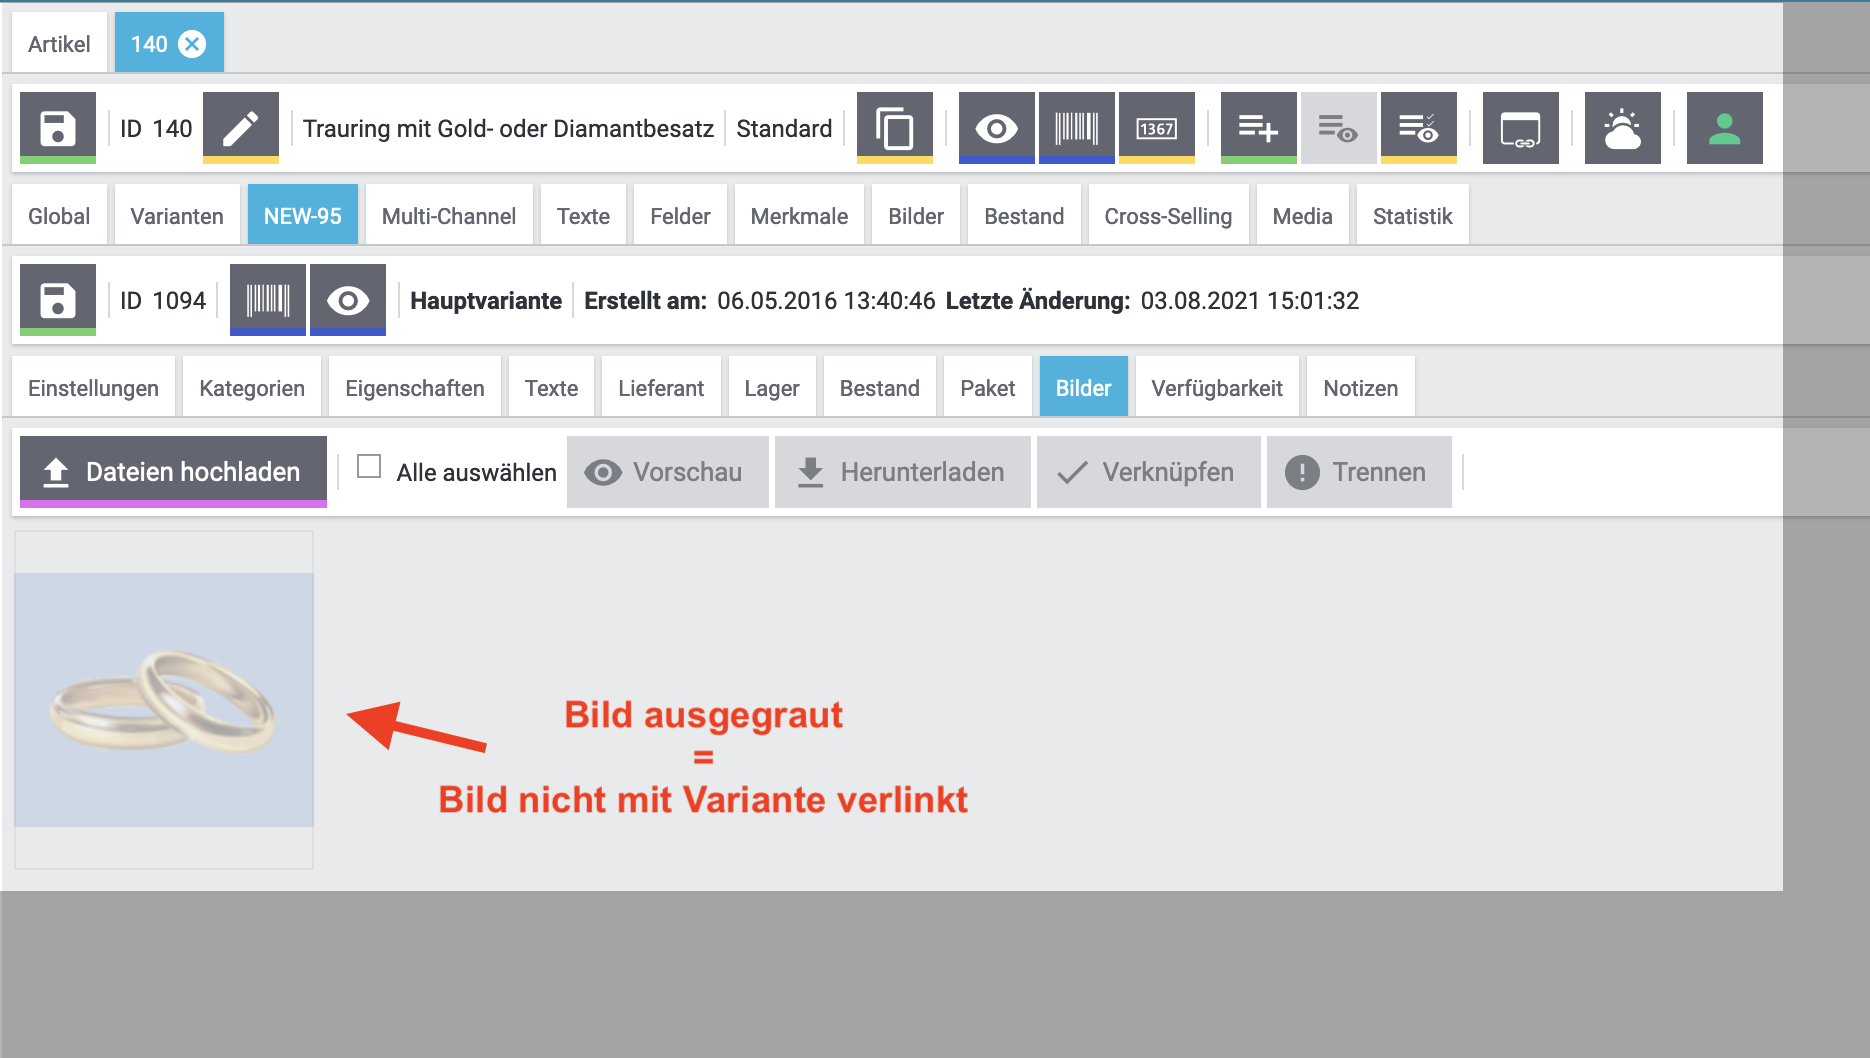 Artikel 140
ID 140 Trauring mit Gold- oder Diamantbesatz Standard 1367
Global Varianten NEW-95 Multi-Channel Texte Felder Merkmale Bilder Bestand Cross-Selling Media Statistik
ID 1094 Hauptvariante Erstellt am: 06.05.2016 13:40:46 Letzte Änderung: 03.08.2021 15:01:32
Einstellungen Kategorien Eigenschaften Texte Lieferant Lager Bestand Paket Bilder Verfügbarkeit Notizen
Dateien hochladen Alle auswählen Vorschau Herunterladen Verknüpfen Trennen
Bild ausgegraut
=
Bild nicht mit Variante verlinkt